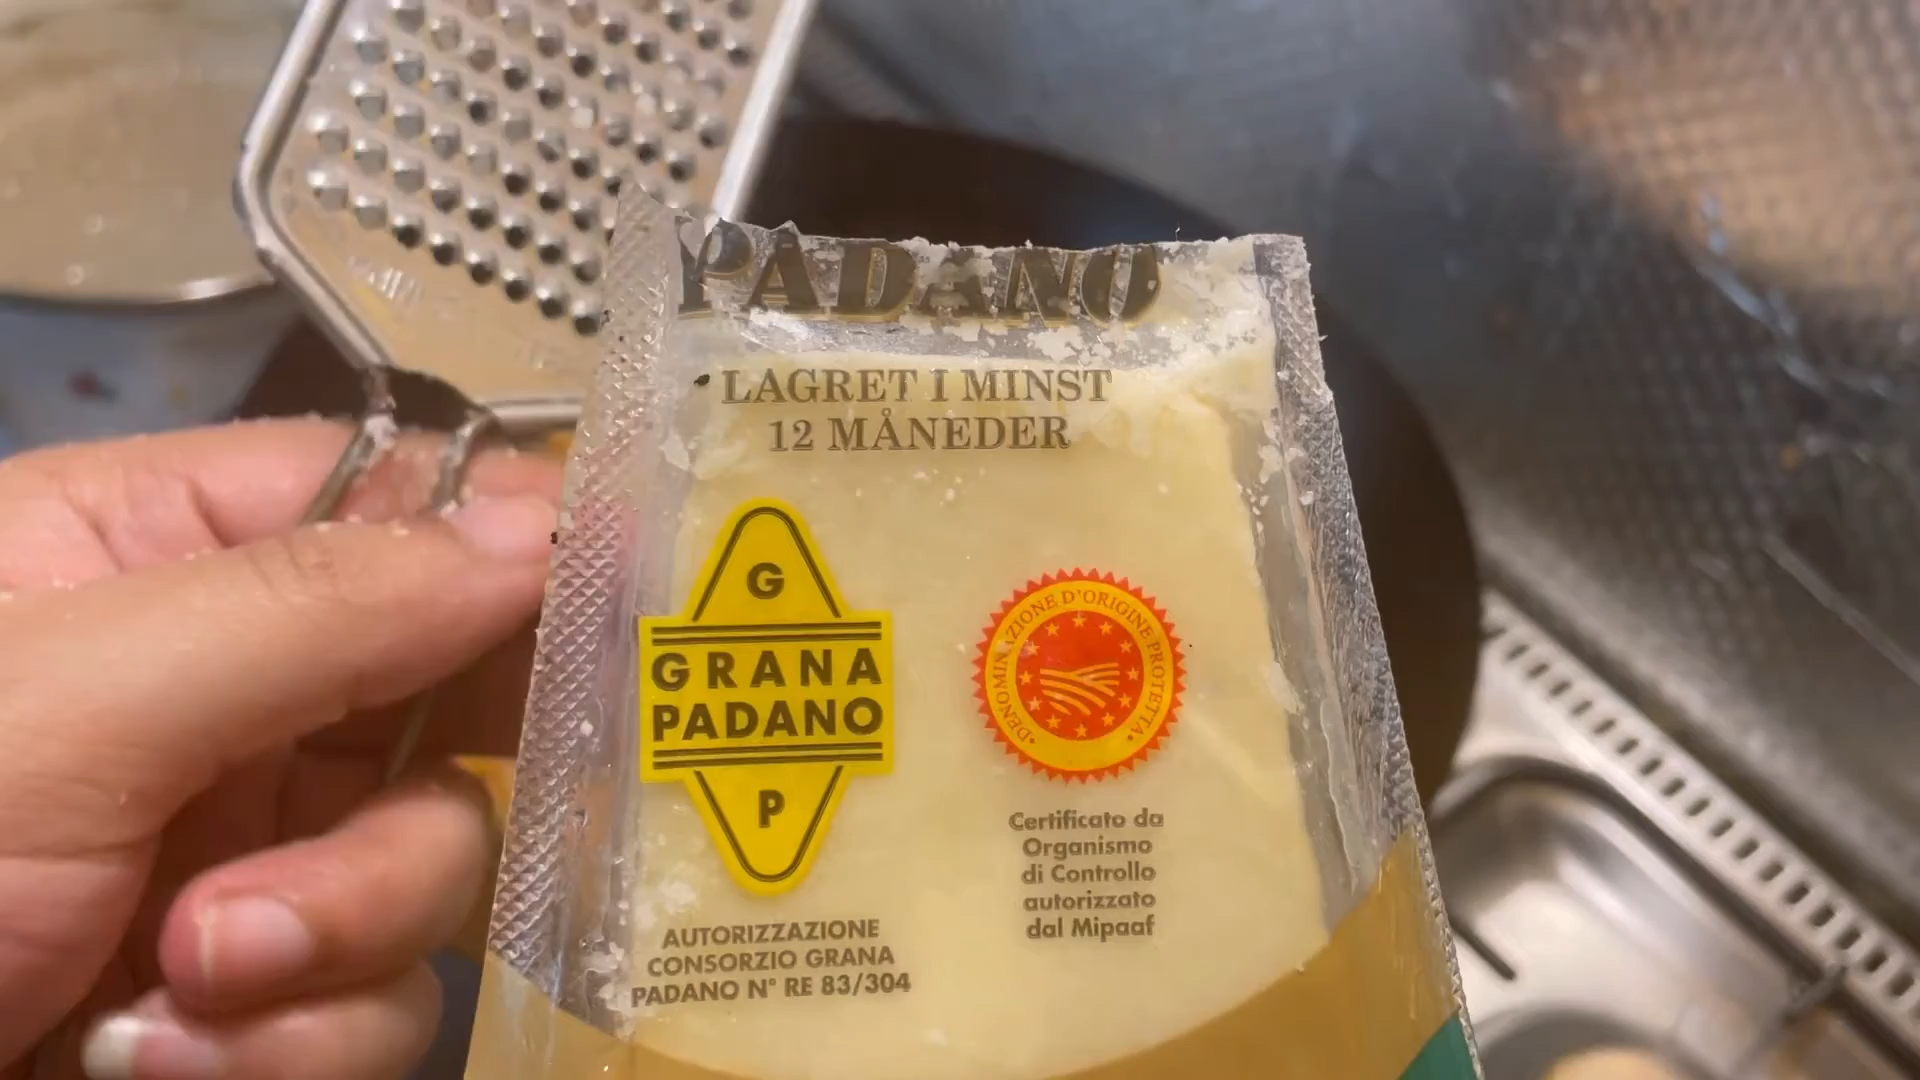 PADANO
LAGRET I MINST
12 MÅNEDER
G
GRANA
PADANO
P
AUTORIZZAZIONE
CONSORZIO GRANA
PADANO N° RE 83/304
DENOMINAZIONE D'ORIGINE PROTETTA
Certificato da
Organismo
di Controllo
autorizzato
dal Mipaaf